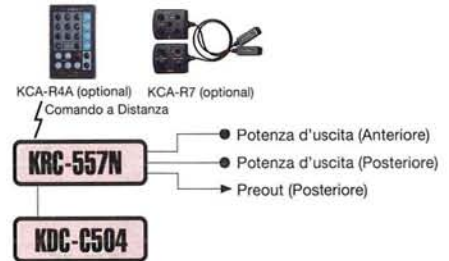 KCA-R4A (optional) KCA-R7 (optional)
Comando a Distanza
KRC-557N
Potenza d'uscita (Anteriore)
Potenza d'uscita (Posteriore)
Preout (Posteriore)
KDC-C504